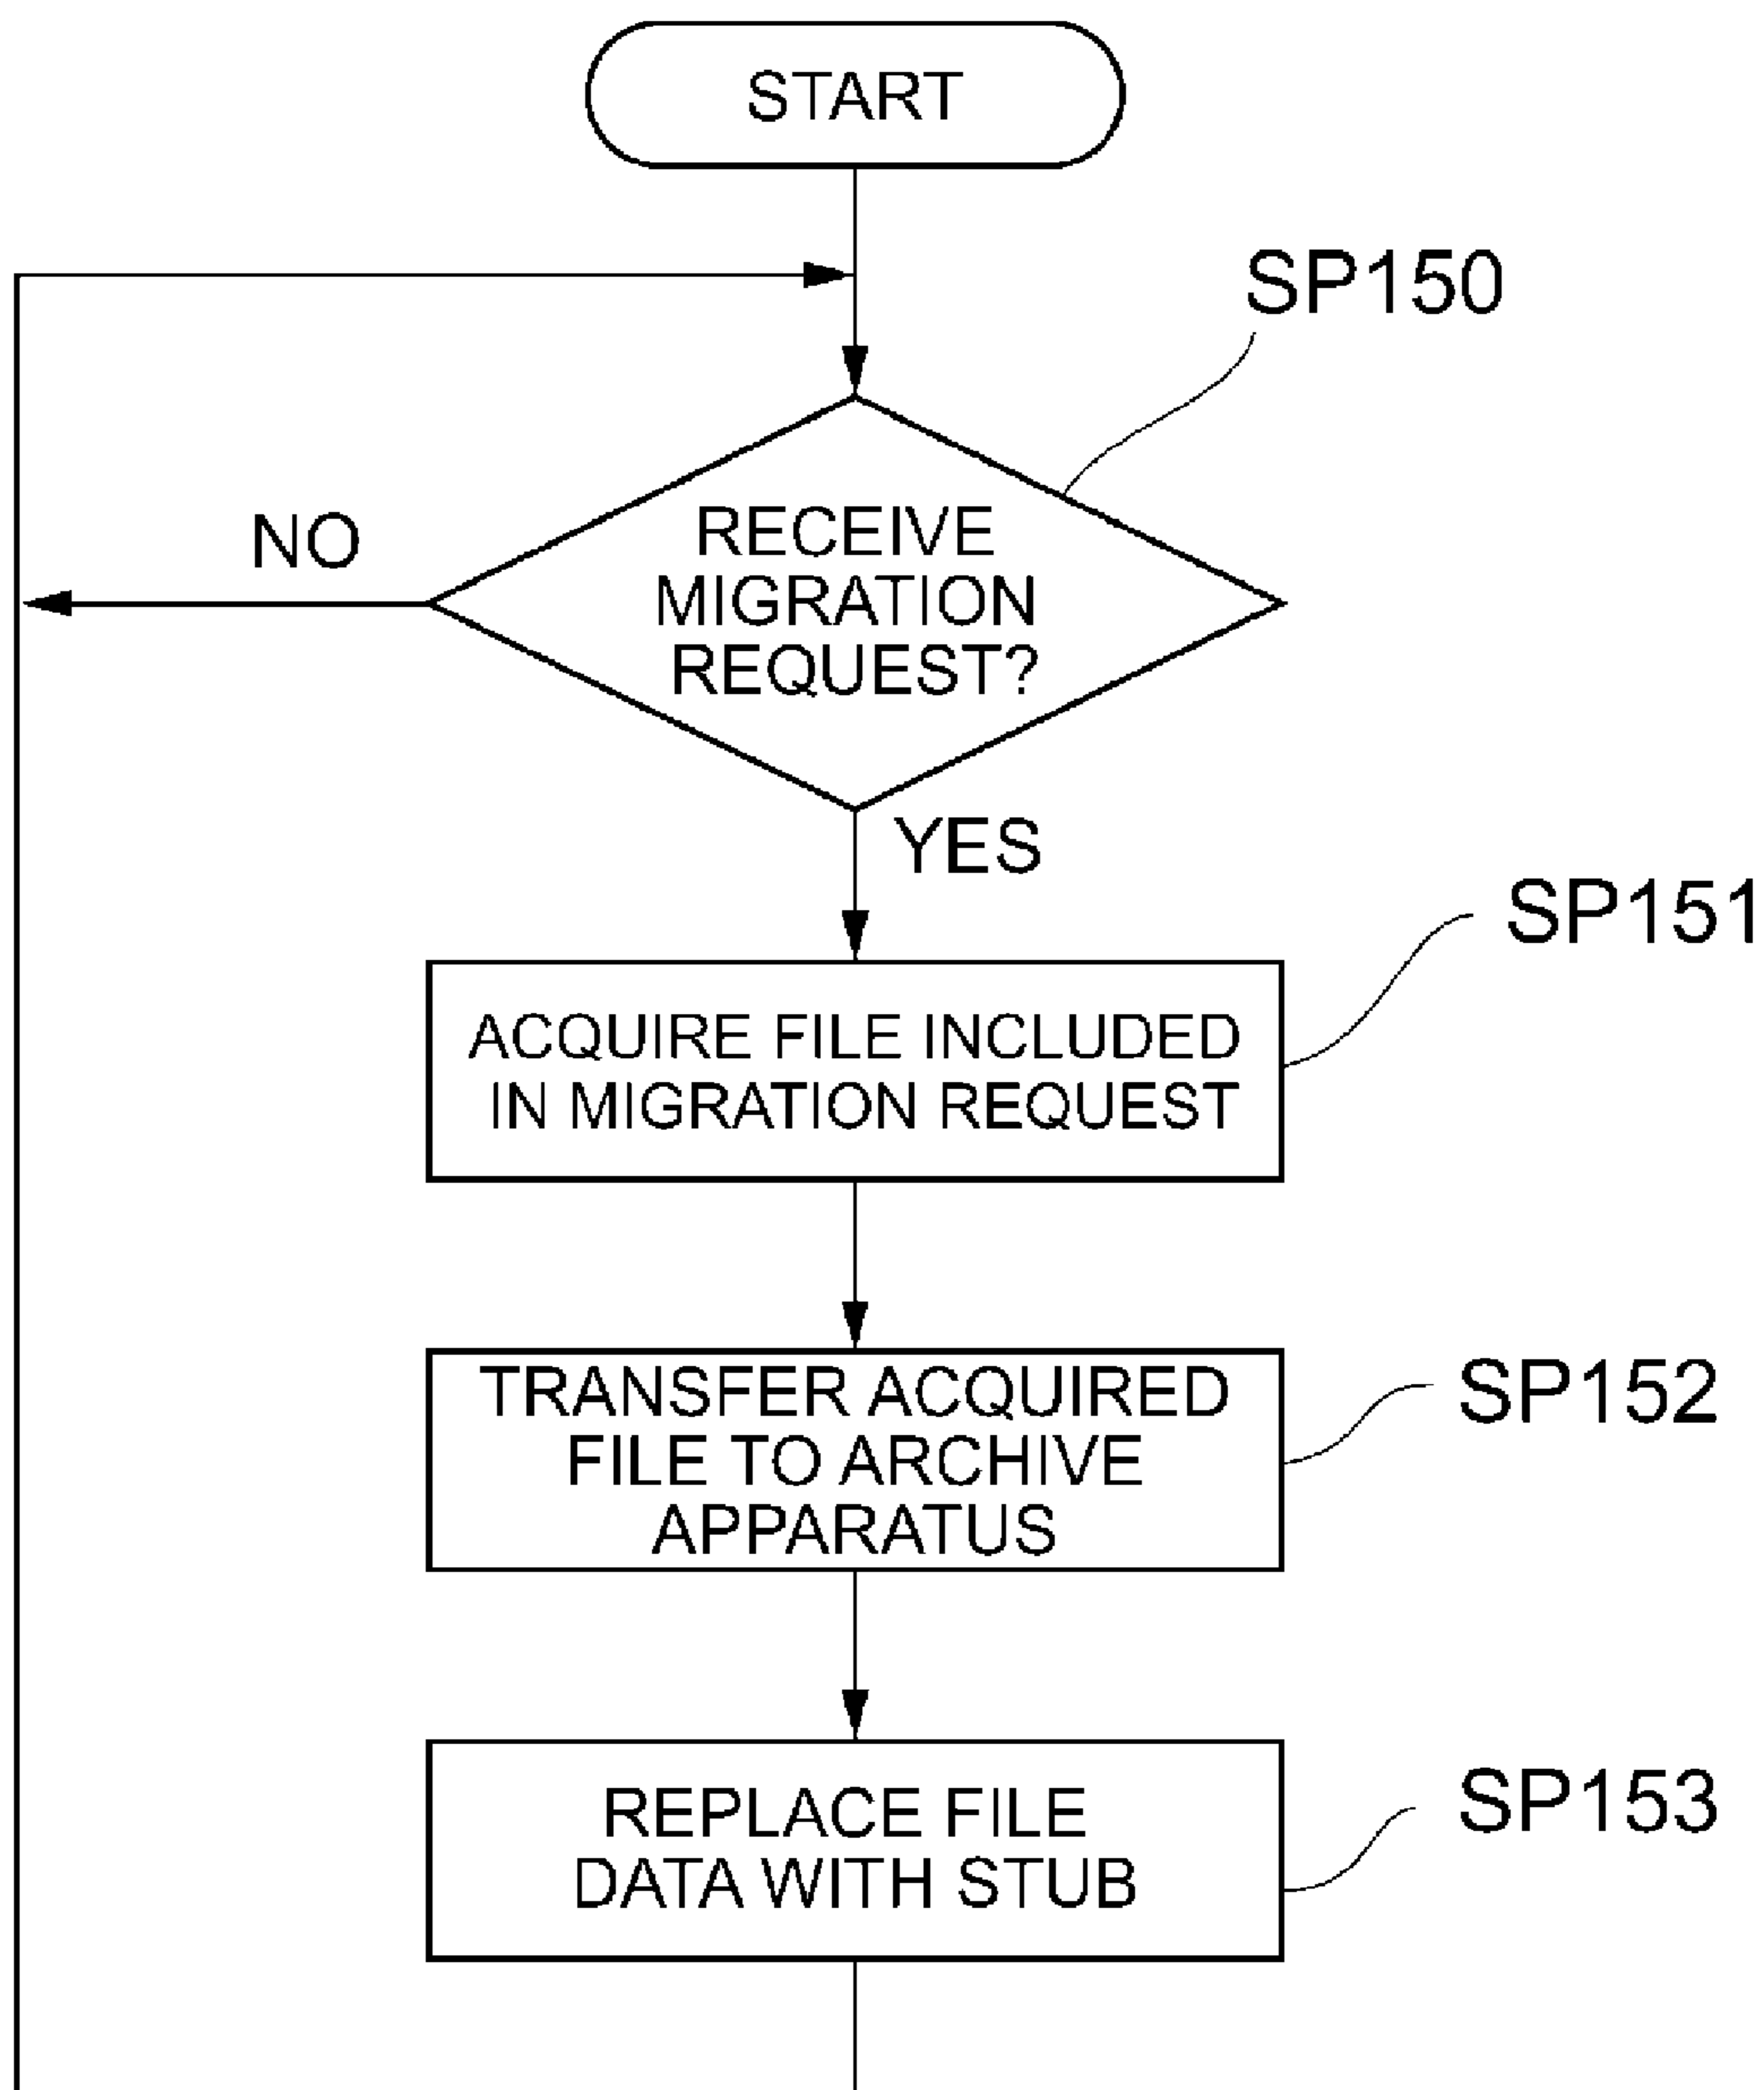 START
SP150
RECEIVE
MIGRATION
REQUEST?
NO
YES
SP151
ACQUIRE FILE INCLUDED
IN MIGRATION REQUEST
SP152
TRANSFER ACQUIRED
FILE TO ARCHIVE
APPARATUS
SP153
REPLACE FILE
DATA WITH STUB